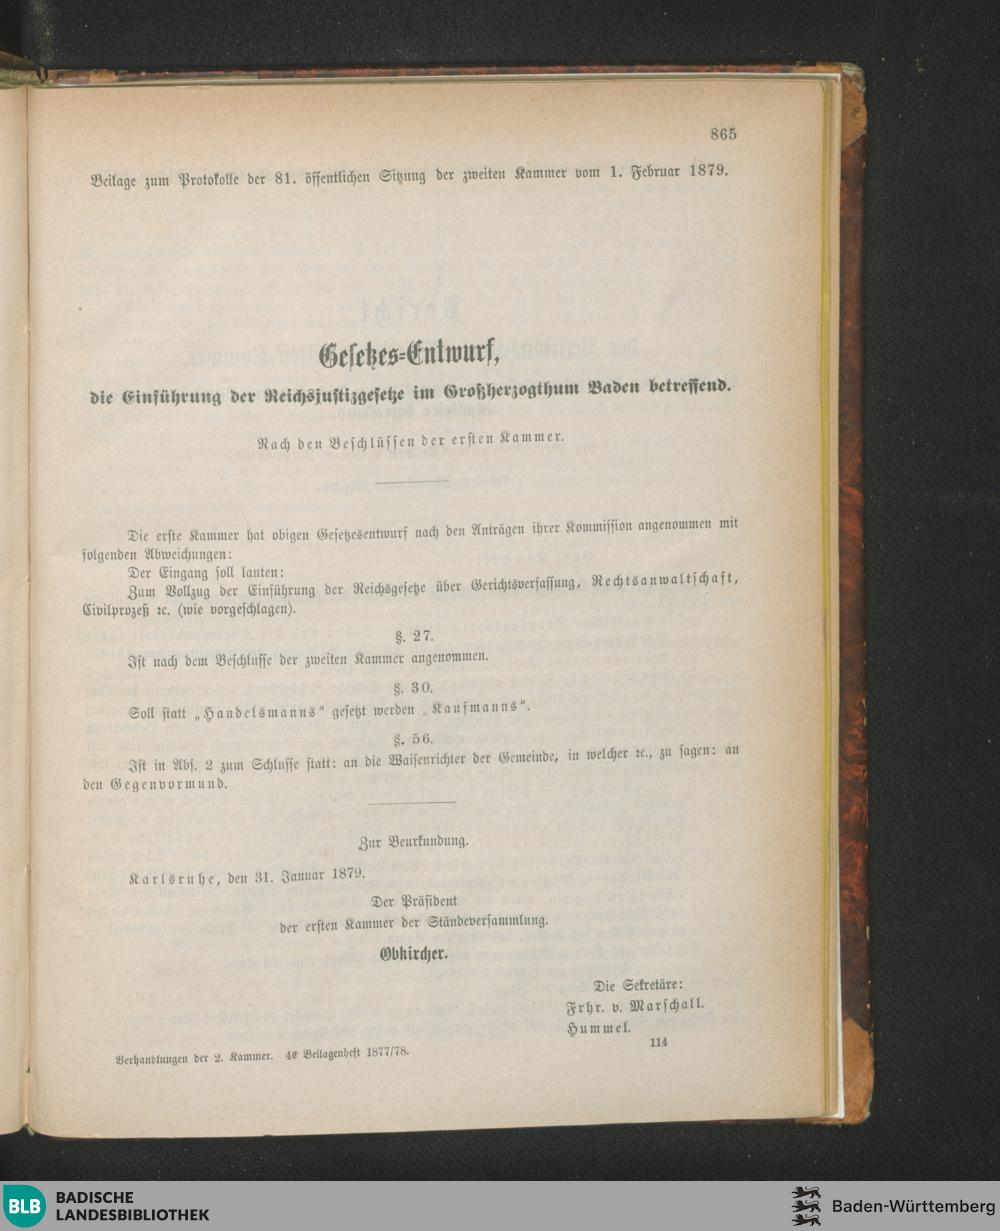 865
Beilage zum Protokolle der 81. öffentlichen Sitzung der zweiten Kammer vom 1. Februar 1879.
Gesetzes-Entwurf,
die Einführung der Reichsjustizgesetze im Großherzogthum Baden betreffend.
Nach den Beschlüssen der ersten Kammer.
Die erste Kammer hat obigen Gesetzesentwurf nach den Anträgen ihrer Kommission angenommen mit
folgenden Abweichungen:
Der Eingang soll lauten:
Zum Vollzug der Einführung der Reichsgesetze über Gerichtsverfassung, Rechtsanwaltschaft,
Civilprozeß ꝛc. (wie vorgeschlagen).
§. 27.
Ist nach dem Beschlusse der zweiten Kammer angenommen.
§. 30.
Soll statt „Handelsmanns" gesetzt werden „Kaufmanns".
§. 56.
Ist in Abs. 2 zum Schlusse statt: an die Waisenrichter der Gemeinde, in welcher ꝛc., zu sagen: an
den Gegenvormund.
Zur Beurkundung.
Karlsruhe, den 31. Januar 1879.
Der Präsident
der ersten Kammer der Ständeversammlung.
Obkircher.
Die Sekretäre:
Frhr. v. Marschall.
Hummel.
Verhandlungen der 2. Kammer. 4s Beilagenheft 1877/78.
114
BLB BADISCHE
LANDESBIBLIOTHEK
Baden-Württemberg